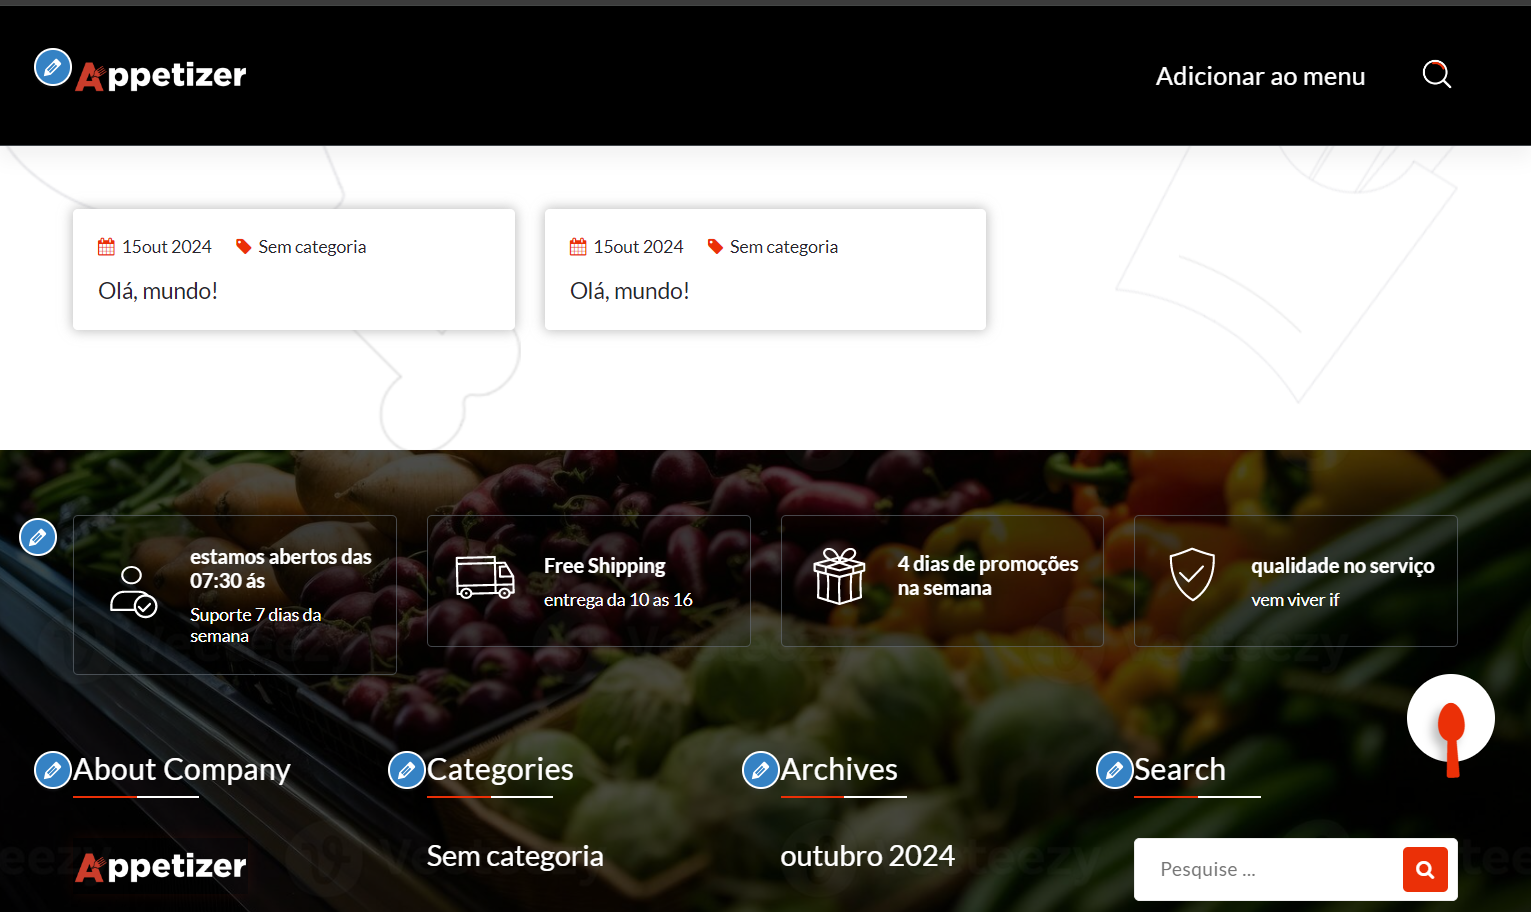 Appetizer
Adicionar ao menu
15out 2024 Sem categoria
Olá, mundo!
15out 2024 Sem categoria
Olá, mundo!
estamos abertos das
07:30 ás
Suporte 7 dias da
semana
Free Shipping
entrega da 10 as 16
4 dias de promoções
na semana
qualidade no serviço
vem viver if
About Company
Categories
Archives
Search
Appetizer
Sem categoria
outubro 2024
Pesquise ...